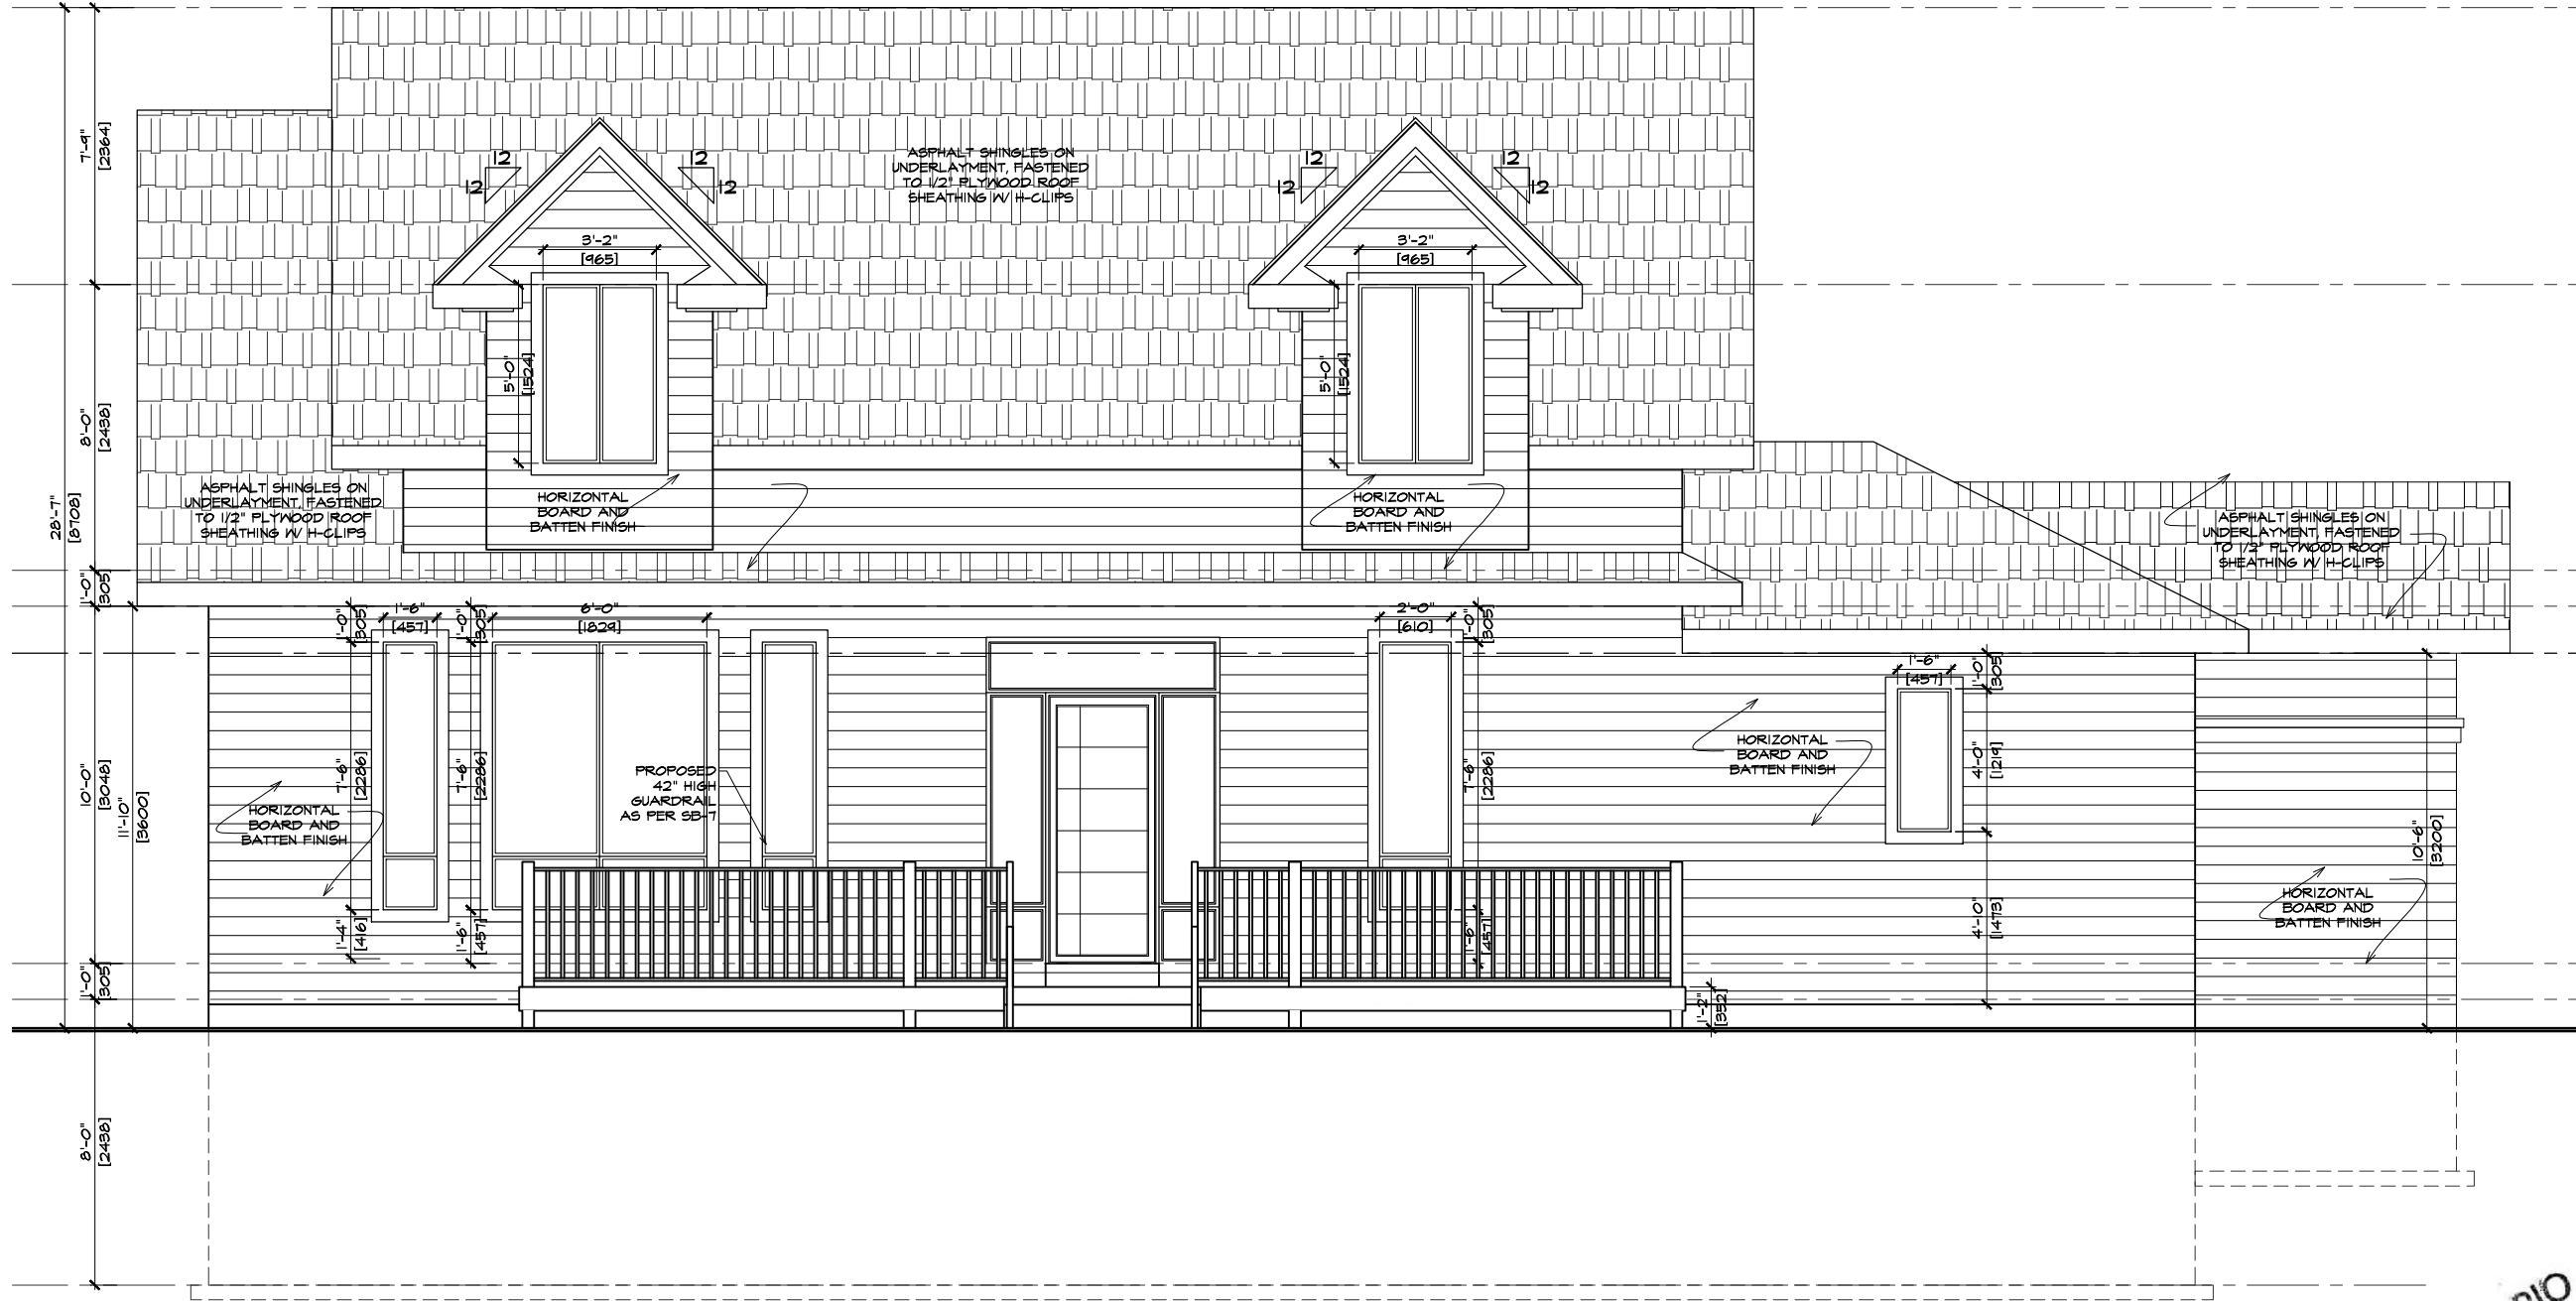 7'-9"
[2364]
8'-0"
[2438]
28'-7"
[8708]
1'-0"
[305]
10'-0"
[3048]
11'-10"
[3600]
1'-0"
[305]
8'-0"
[2438]
12
12
12
12
ASPHALT SHINGLES ON
UNDERLAYMENT, FASTENED
TO 1/2" PLYWOOD ROOF
SHEATHING W/ H-CLIPS
12
12
12
12
3'-2"
[965]
3'-2"
[965]
5'-0"
[1524]
5'-0"
[1524]
ASPHALT SHINGLES ON
UNDERLAYMENT, FASTENED
TO 1/2" PLYWOOD ROOF
SHEATHING W/ H-CLIPS
HORIZONTAL
BOARD AND
BATTEN FINISH
HORIZONTAL
BOARD AND
BATTEN FINISH
ASPHALT SHINGLES ON
UNDERLAYMENT, FASTENED
TO 1/2" PLYWOOD ROOF
SHEATHING W/ H-CLIPS
1'-0"
[305]
1'-6"
[457]
1'-0"
[305]
6'-0"
[1829]
2'-0"
[610]
1'-0"
[305]
1'-6"
[457]
1'-0"
[305]
7'-6"
[2286]
7'-6"
[2286]
PROPOSED
42" HIGH
GUARDRAIL
AS PER SB-7
7'-6"
[2286]
HORIZONTAL
BOARD AND
BATTEN FINISH
4'-0"
[1219]
HORIZONTAL
BOARD AND
BATTEN FINISH
10'-6"
[3200]
HORIZONTAL
BOARD AND
BATTEN FINISH
1'-4"
[416]
1'-6"
[457]
1'-6"
[457]
4'-10"
[1473]
1'-2"
[352]